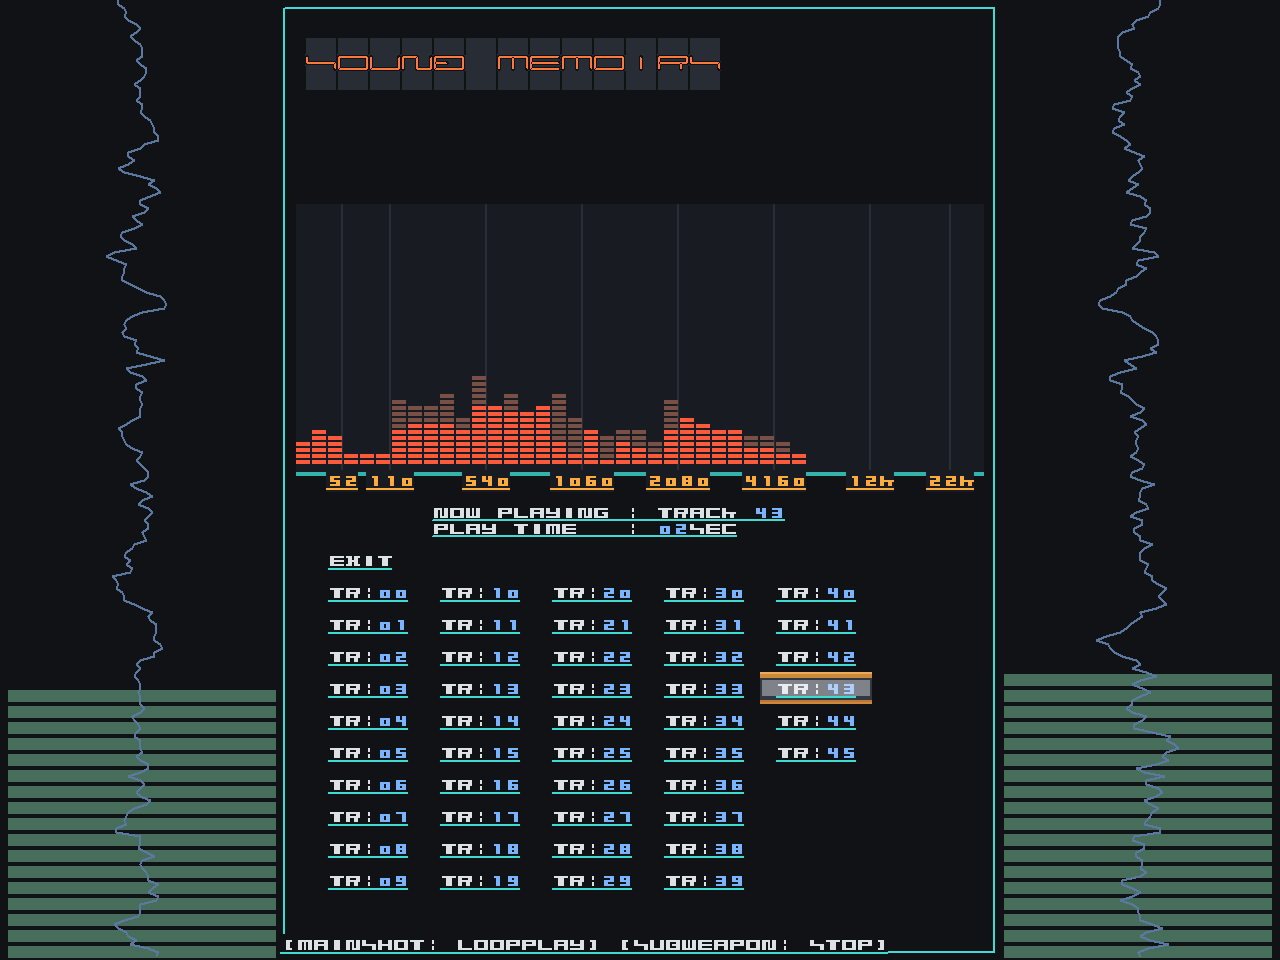 SOUND MEMOIRS
52 110 540 1060 2080 4160 12k 22k
NOW PLAYING : TRACK 43
PLAY TIME : 02SEC
EXIT
TR:00 TR:10 TR:20 TR:30 TR:40
TR:01 TR:11 TR:21 TR:31 TR:41
TR:02 TR:12 TR:22 TR:32 TR:42
TR:03 TR:13 TR:23 TR:33 TR:43
TR:04 TR:14 TR:24 TR:34 TR:44
TR:05 TR:15 TR:25 TR:35 TR:45
TR:06 TR:16 TR:26 TR:36
TR:07 TR:17 TR:27 TR:37
TR:08 TR:18 TR:28 TR:38
TR:09 TR:19 TR:29 TR:39
[MAINSHOT: LOOPPLAY] [SUBWEAPON: STOP]